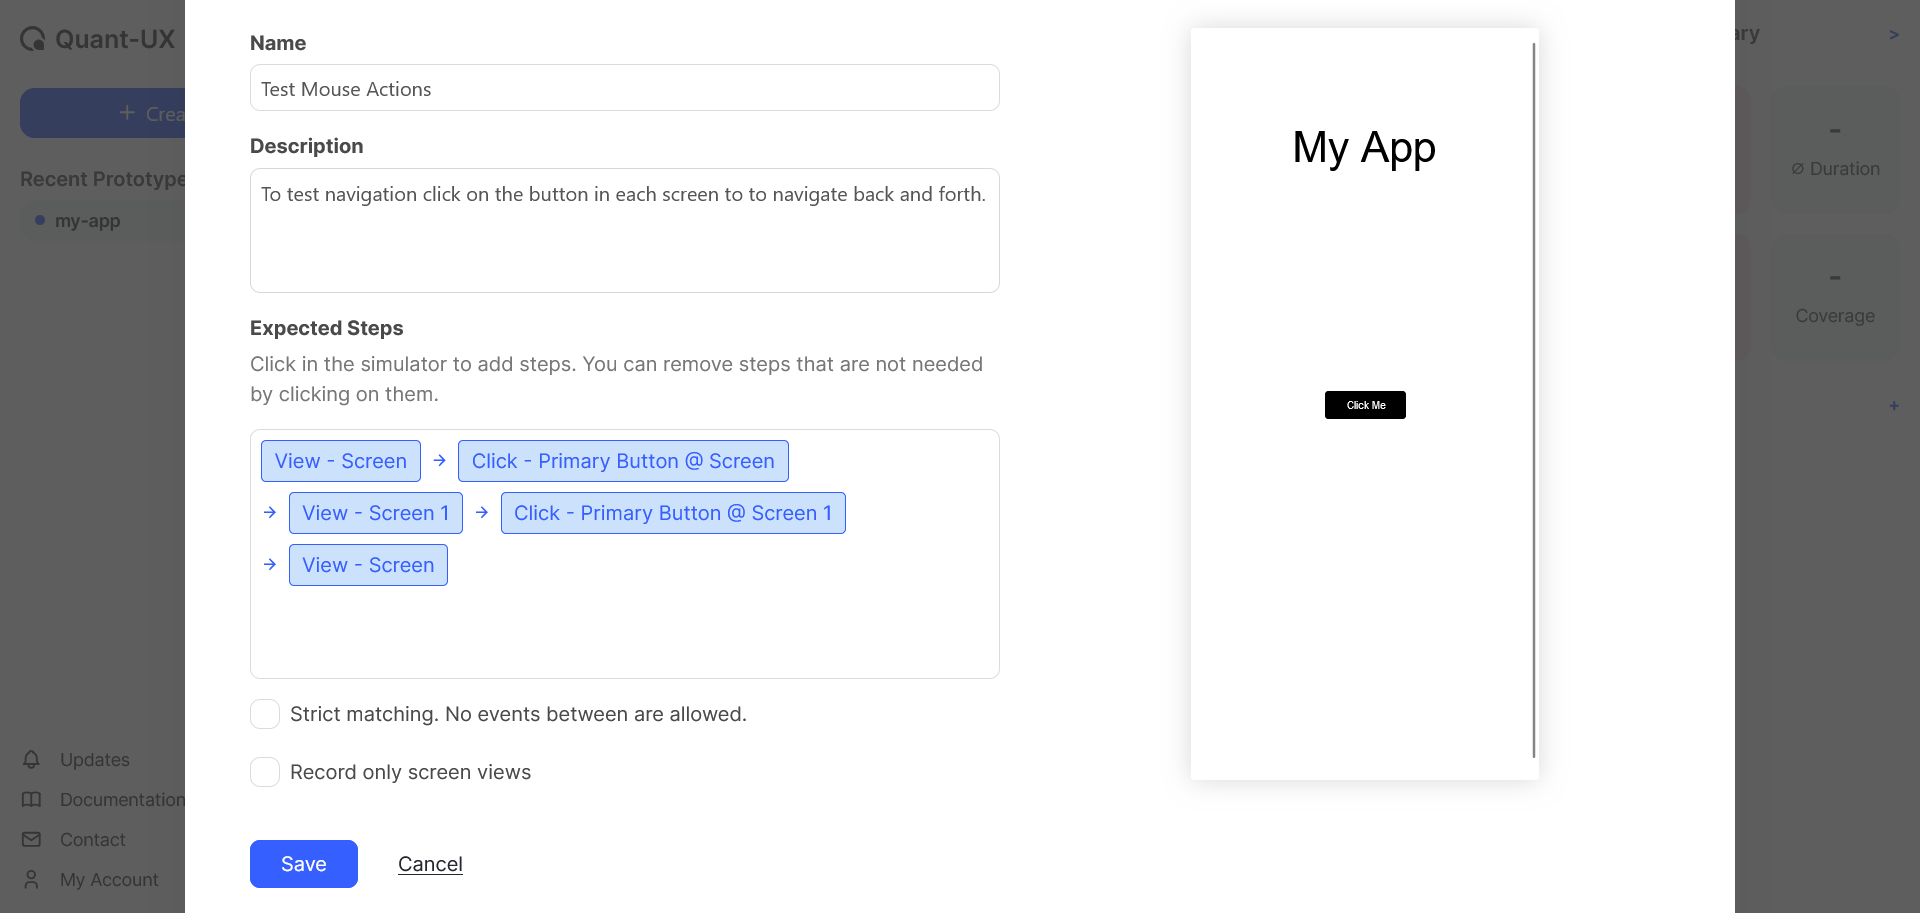 Quant-UX
+ Crea
Recent Prototype
my-app
Updates
Documentation
Contact
My Account
Name
Test Mouse Actions
Description
To test navigation click on the button in each screen to to navigate back and forth.
Expected Steps
Click in the simulator to add steps. You can remove steps that are not needed
by clicking on them.
View - Screen → Click - Primary Button @ Screen
→ View - Screen 1 → Click - Primary Button @ Screen 1
→ View - Screen
Strict matching. No events between are allowed.
Record only screen views
Save Cancel
My App
Click Me
ary >
-
∅ Duration
-
Coverage
+